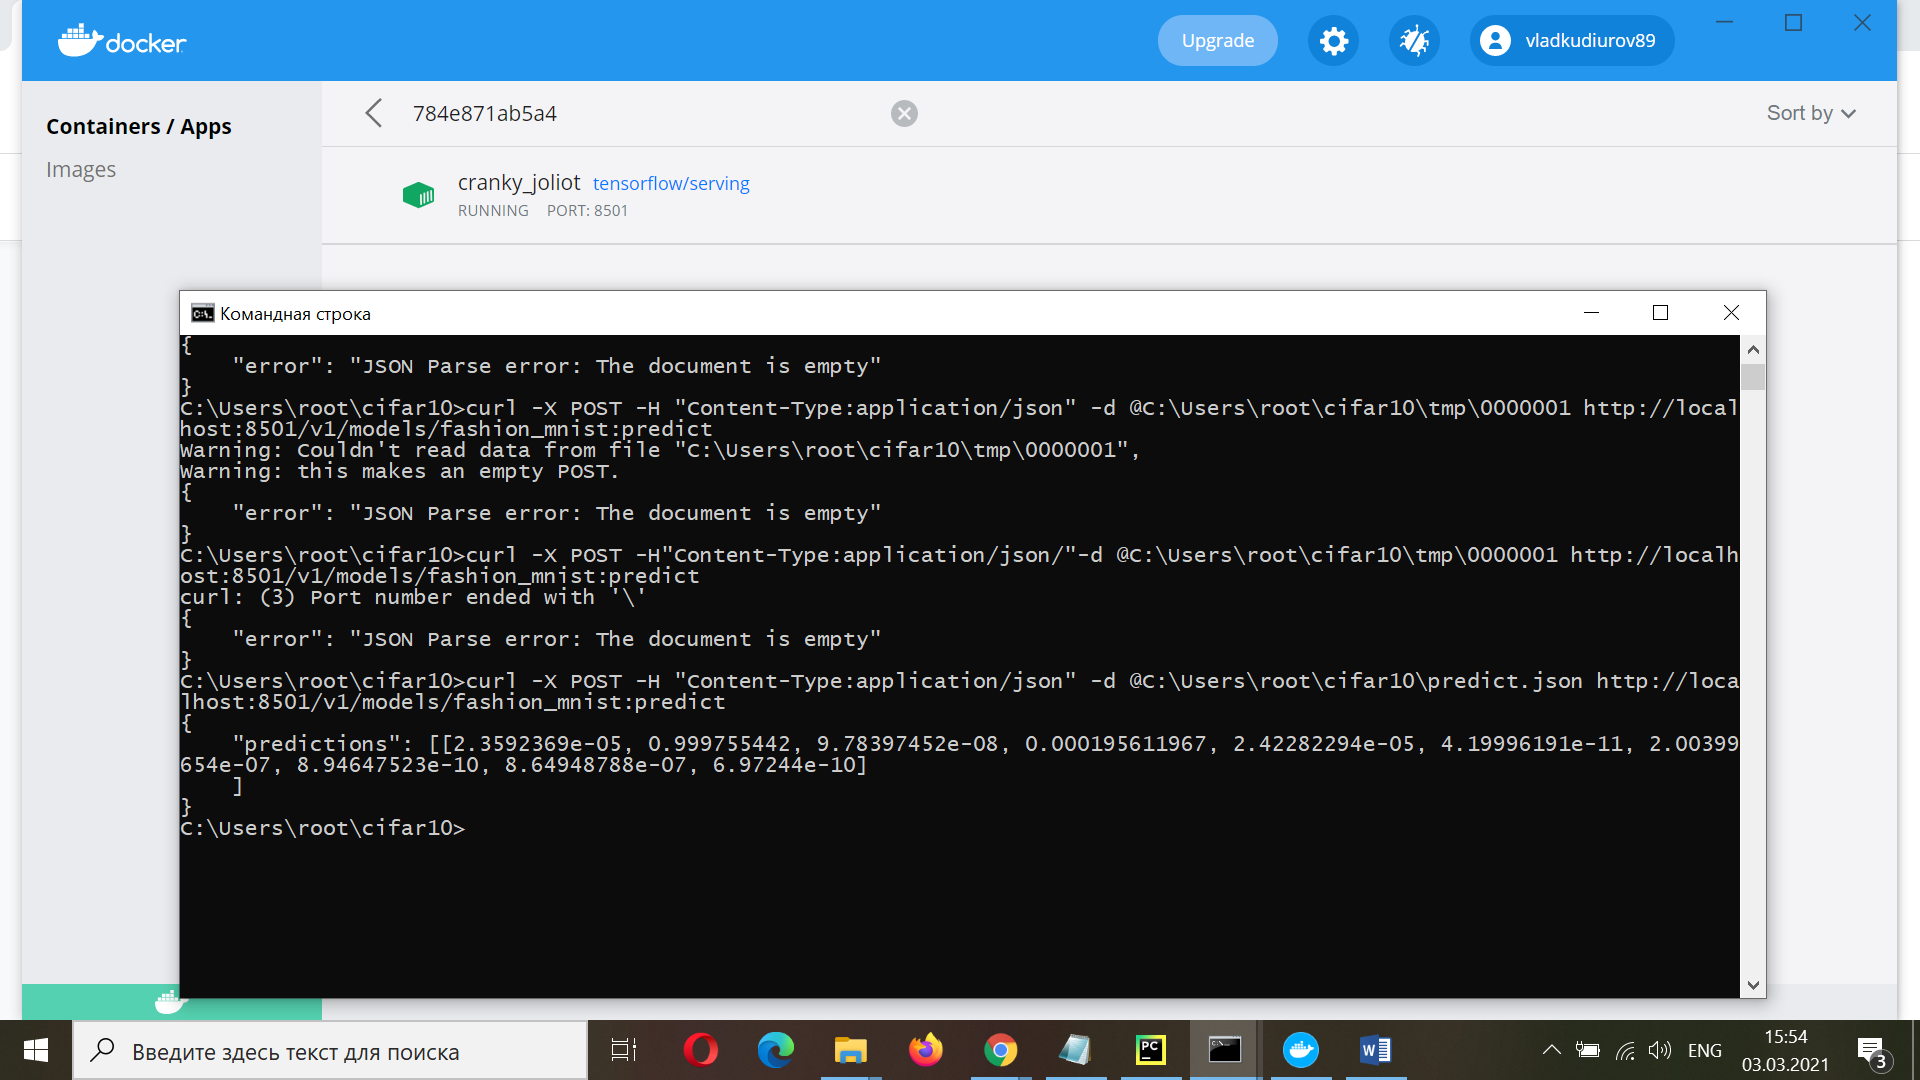 docker
Upgrade
vladkudiurov89
Containers / Apps
Images
784e871ab5a4
Sort by
cranky_joliot tensorflow/serving
RUNNING PORT: 8501
Командная строка
{
"error": "JSON Parse error: The document is empty"
}
C:\Users\root\cifar10>curl -X POST -H "Content-Type:application/json" -d @C:\Users\root\cifar10\tmp\0000001 http://local
host:8501/v1/models/fashion_mnist:predict
Warning: Couldn't read data from file "C:\Users\root\cifar10\tmp\0000001",
Warning: this makes an empty POST.
{
"error": "JSON Parse error: The document is empty"
}
C:\Users\root\cifar10>curl -X POST -H"Content-Type:application/json/"-d @C:\Users\root\cifar10\tmp\0000001 http://localh
ost:8501/v1/models/fashion_mnist:predict
curl: (3) Port number ended with '\'
{
"error": "JSON Parse error: The document is empty"
}
C:\Users\root\cifar10>curl -X POST -H "Content-Type:application/json" -d @C:\Users\root\cifar10\predict.json http://loca
lhost:8501/v1/models/fashion_mnist:predict
{
"predictions": [[2.3592369e-05, 0.999755442, 9.78397452e-08, 0.000195611967, 2.42282294e-05, 4.19996191e-11, 2.00399
654e-07, 8.94647523e-10, 8.64948788e-07, 6.97244e-10]
]
}
C:\Users\root\cifar10>
Введите здесь текст для поиска
PC
ENG
15:54
03.03.2021
3